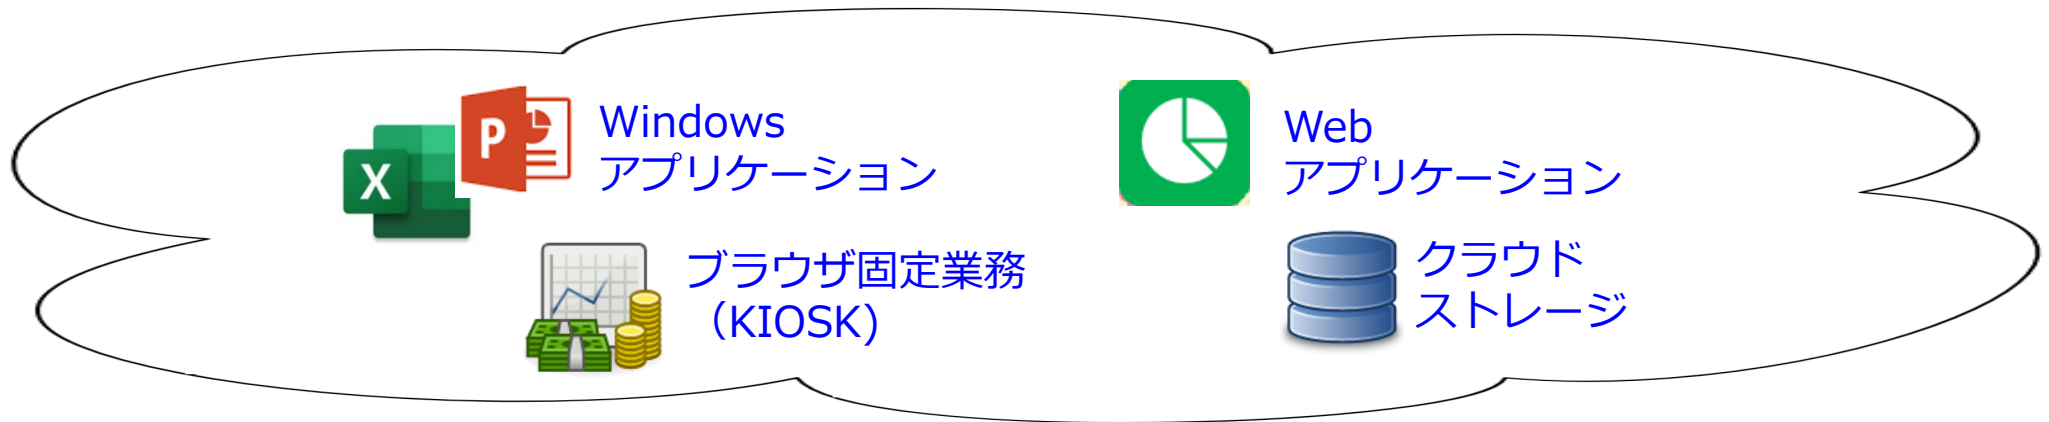 P
X
Windows
アプリケーション
Web
アプリケーション
ブラウザ固定業務
（KIOSK)
クラウド
ストレージ